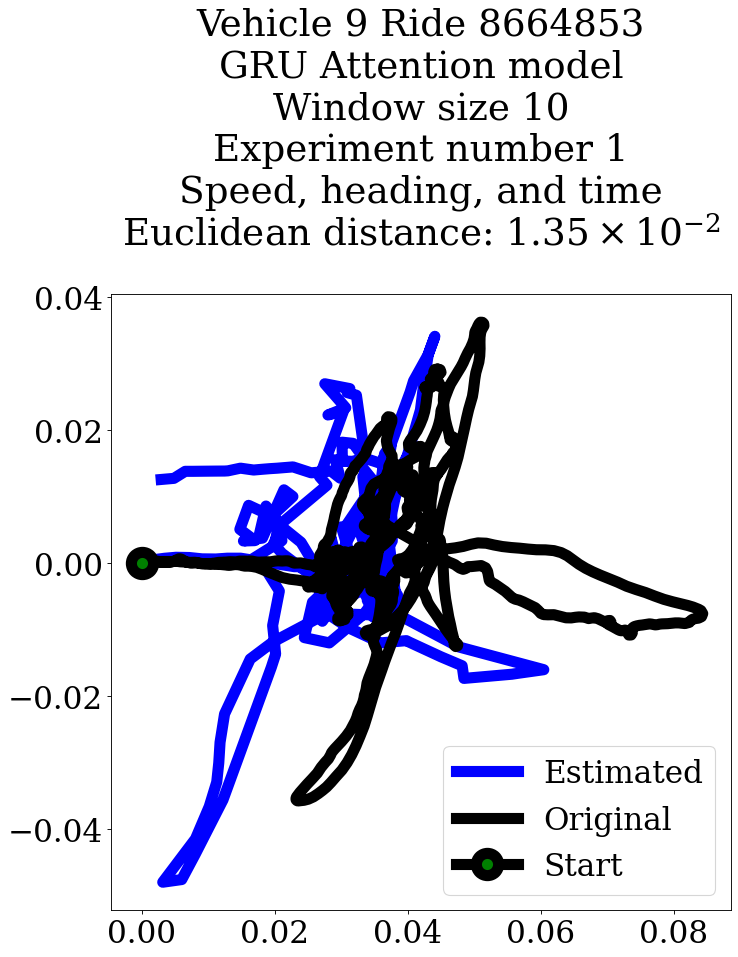 Vehicle 9 Ride 8664853
GRU Attention model
Window size 10
Experiment number 1
Speed, heading, and time
Euclidean distance: 1.35 × 10⁻²
0.04
0.02
0.00
−0.02
−0.04
Estimated
Original
Start
0.00 0.02 0.04 0.06 0.08